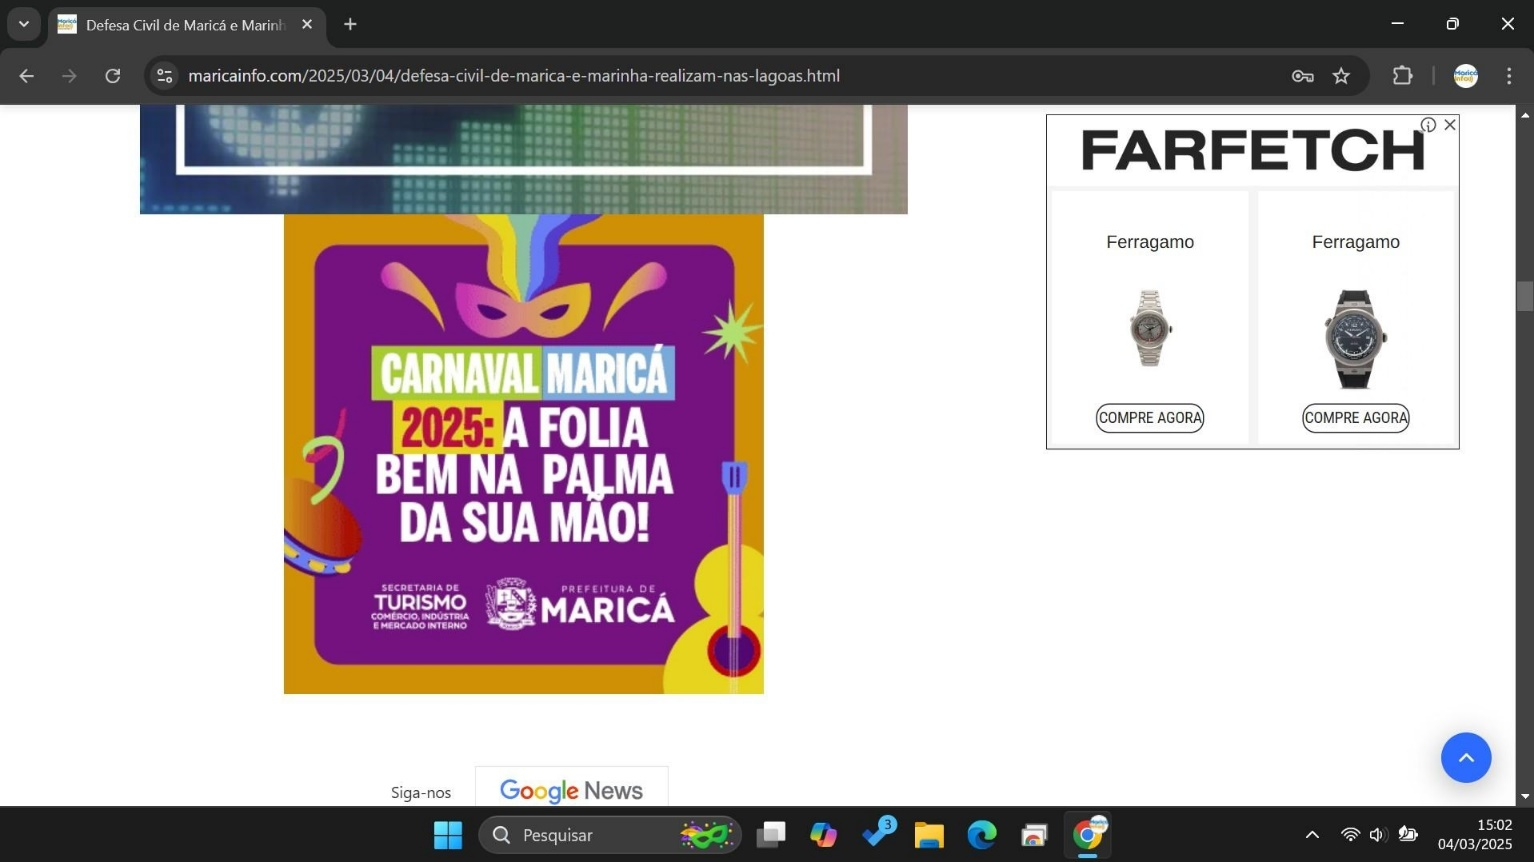 Defesa Civil de Maricá e Marinh
maricainfo.com/2025/03/04/defesa-civil-de-marica-e-marinha-realizam-nas-lagoas.html
FARFETCH
Ferragamo
Ferragamo
COMPRE AGORA
COMPRE AGORA
CARNAVAL MARICÁ
2025: A FOLIA
BEM NA PALMA
DA SUA MÃO!
SECRETARIA DE
TURISMO
COMÉRCIO, INDÚSTRIA
E MERCADO INTERNO
PREFEITURA DE
MARICÁ
Siga-nos
Google News
Pesquisar
3
15:02
04/03/2025